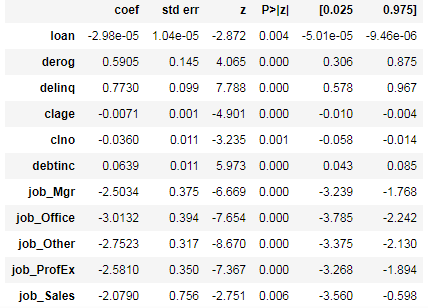 coef std err z P>|z| [0.025 0.975]
loan -2.98e-05 1.04e-05 -2.872 0.004 -5.01e-05 -9.46e-06
derog 0.5905 0.145 4.065 0.000 0.306 0.875
delinq 0.7730 0.099 7.788 0.000 0.578 0.967
clage -0.0071 0.001 -4.901 0.000 -0.010 -0.004
clno -0.0360 0.011 -3.235 0.001 -0.058 -0.014
debtinc 0.0639 0.011 5.973 0.000 0.043 0.085
job_Mgr -2.5034 0.375 -6.669 0.000 -3.239 -1.768
job_Office -3.0132 0.394 -7.654 0.000 -3.785 -2.242
job_Other -2.7523 0.317 -8.670 0.000 -3.375 -2.130
job_ProfEx -2.5810 0.350 -7.367 0.000 -3.268 -1.894
job_Sales -2.0790 0.756 -2.751 0.006 -3.560 -0.598